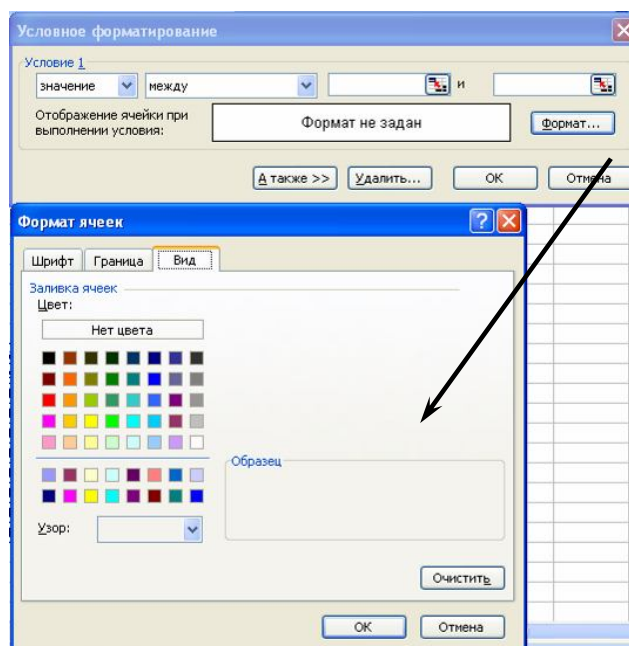 Условное форматирование
Условие 1
значение между и
Отображение ячейки при выполнении условия:
Формат не задан
Формат...
А также >> Удалить... ОК Отмена
Формат ячеек
Шрифт Граница Вид
Заливка ячеек
Цвет:
Нет цвета
Образец
Узор:
Очистить
ОК Отмена